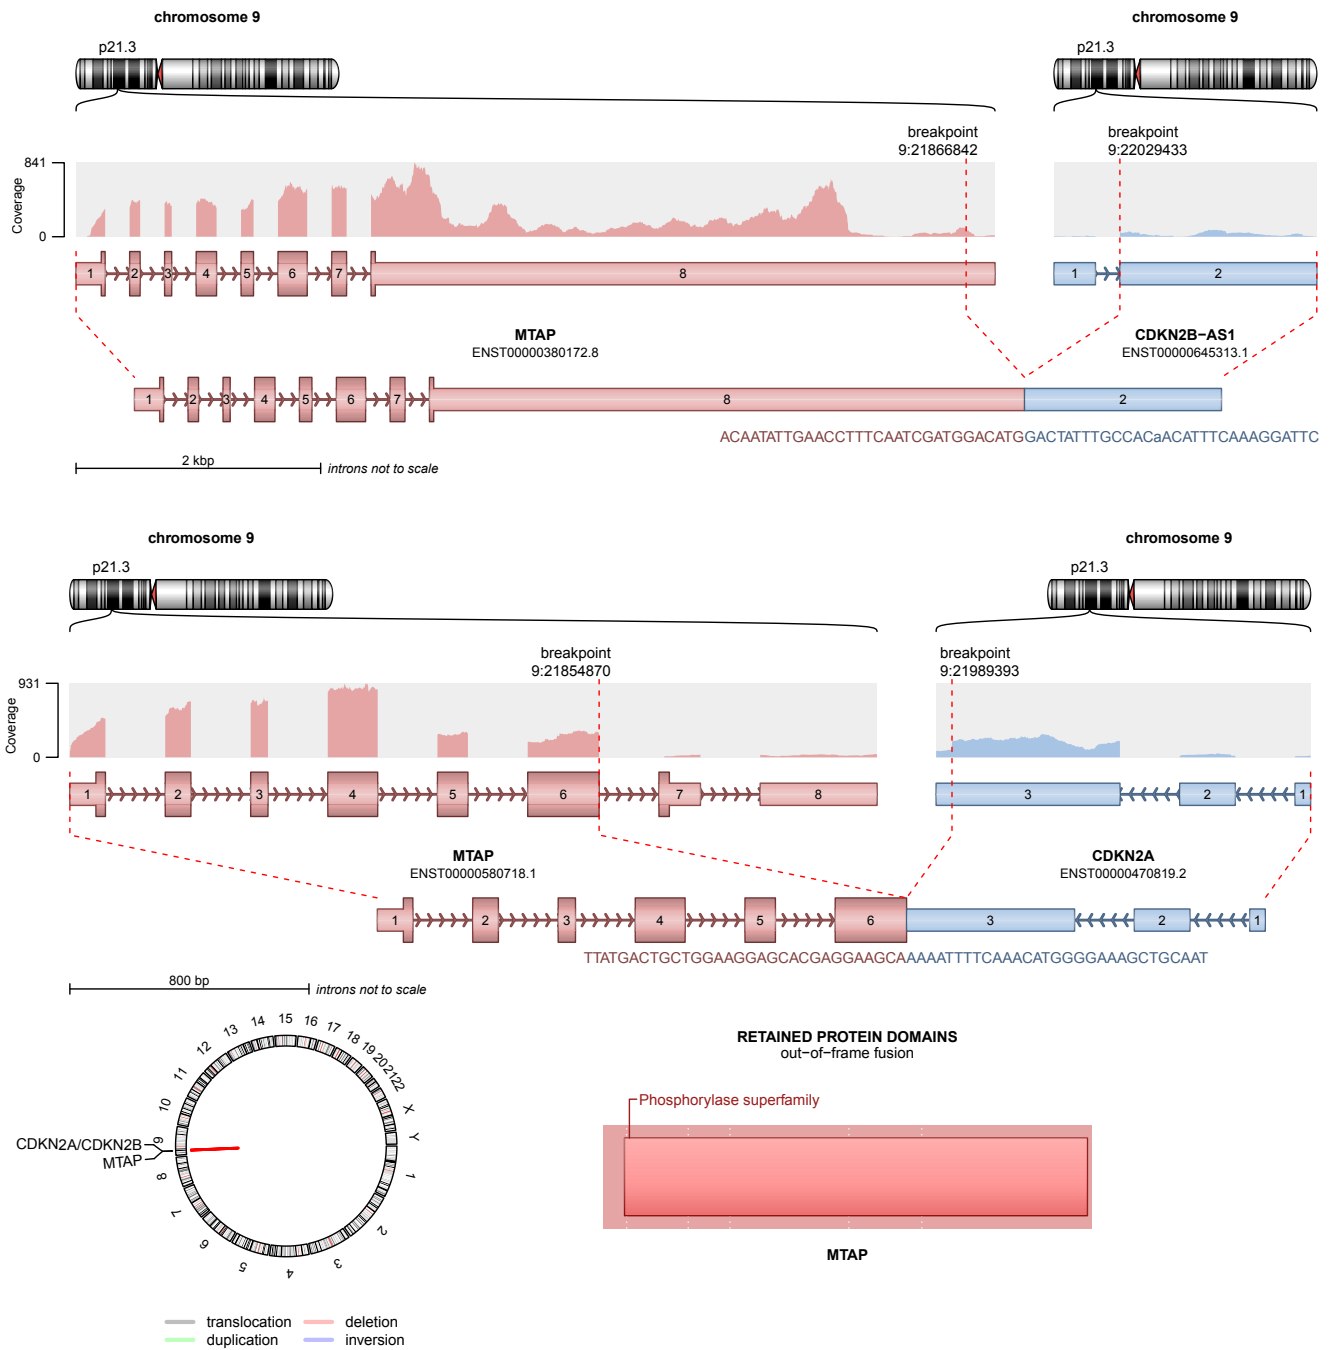 chromosome 9
chromosome 9
p21.3
p21.3
breakpoint
9:21866842
breakpoint
9:22029433
841
0
Coverage
1 2 3 4 5 6 7 8
1 2
MTAP
ENST00000380172.8
CDKN2B−AS1
ENST00000645313.1
1 2 3 4 5 6 7 8 2
ACAATATTGAACCTTTCAATCGATGGACATGGACTATTTGCCACaACATTTCAAAGGATTC
2 kbp
introns not to scale
chromosome 9
chromosome 9
p21.3
p21.3
breakpoint
9:21854870
breakpoint
9:21989393
931
0
Coverage
1 2 3 4 5 6 7 8
3 2 1
MTAP
ENST00000580718.1
CDKN2A
ENST00000470819.2
1 2 3 4 5 6 3 2 1
TTATGACTGCTGGAAGGAGCACGAGGAAGCAAAAATTTTCAAACATGGGGAAAGCTGCAAT
800 bp
introns not to scale
1 2 3 4 5 6 7 8 9 10 11 12 13 14 15 16 17 18 19 20 21 22 X Y
CDKN2A/CDKN2B
MTAP
RETAINED PROTEIN DOMAINS
out−of−frame fusion
Phosphorylase superfamily
MTAP
translocation
deletion
duplication
inversion